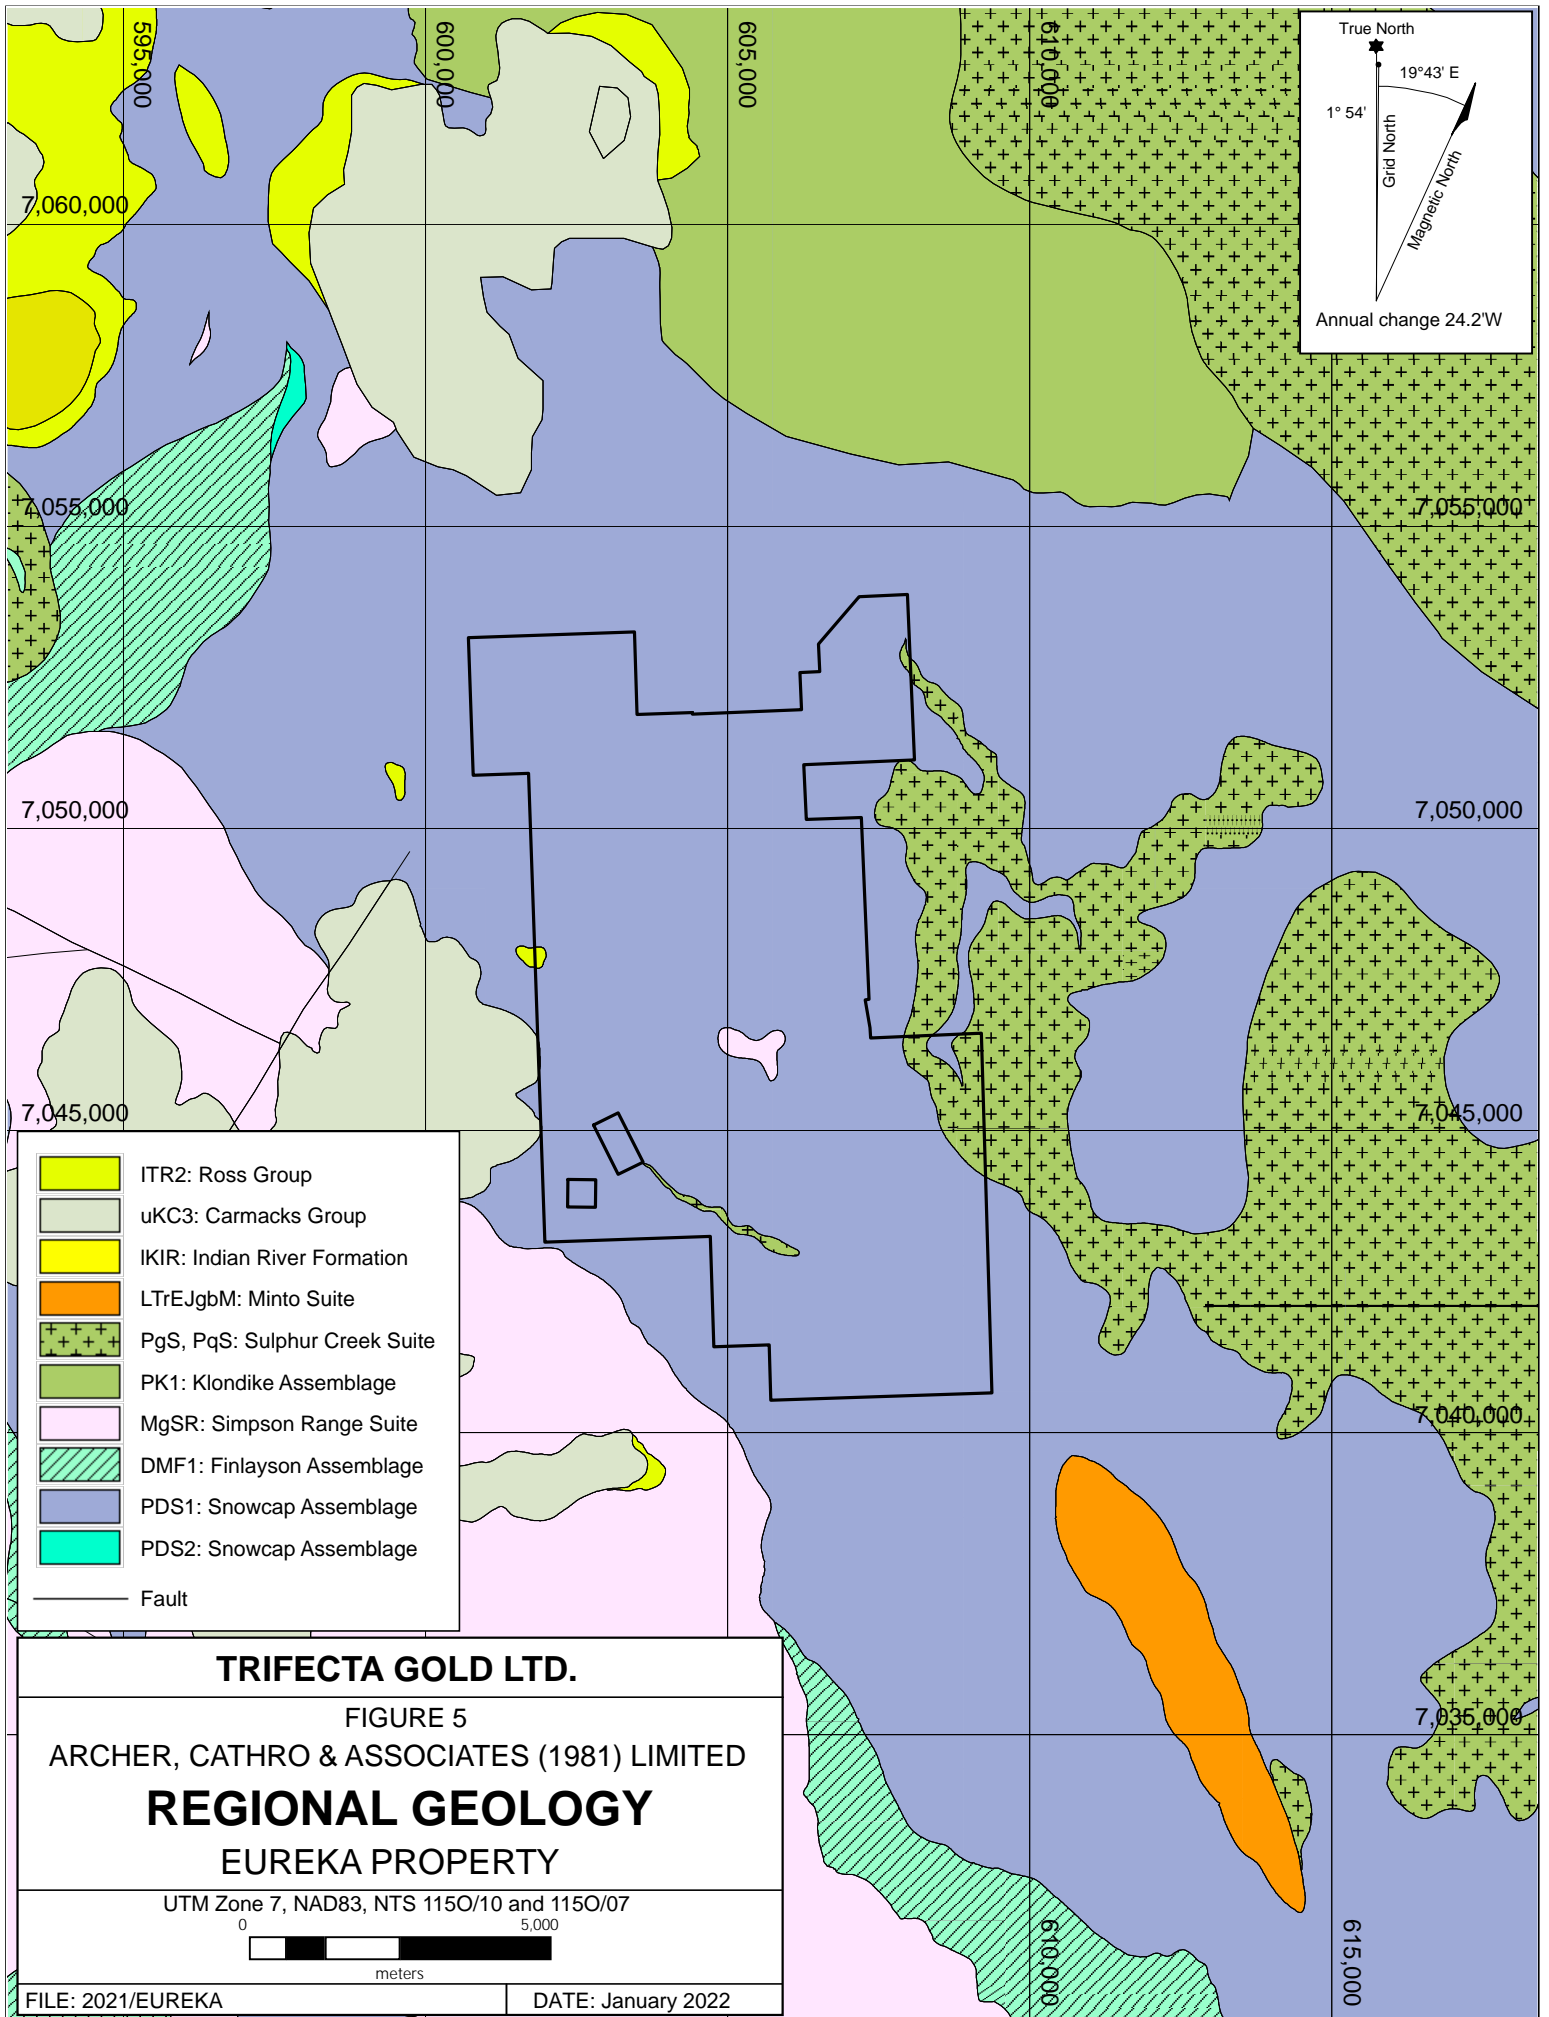 595,000
600,000
605,000
610,000
True North
19°43' E
1° 54'
Grid North
Magnetic North
Annual change 24.2'W
7,060,000
7,055,000
7,055,000
7,050,000
7,050,000
7,045,000
7,045,000
ITR2: Ross Group
uKC3: Carmacks Group
lKIR: Indian River Formation
LTrEJgbM: Minto Suite
PgS, PqS: Sulphur Creek Suite
PK1: Klondike Assemblage
MgSR: Simpson Range Suite
DMF1: Finlayson Assemblage
PDS1: Snowcap Assemblage
PDS2: Snowcap Assemblage
Fault
7,040,000
7,035,000
TRIFECTA GOLD LTD.
FIGURE 5
ARCHER, CATHRO & ASSOCIATES (1981) LIMITED
REGIONAL GEOLOGY
EUREKA PROPERTY
UTM Zone 7, NAD83, NTS 115O/10 and 115O/07
0 5,000
meters
FILE: 2021/EUREKA DATE: January 2022
610,000
615,000